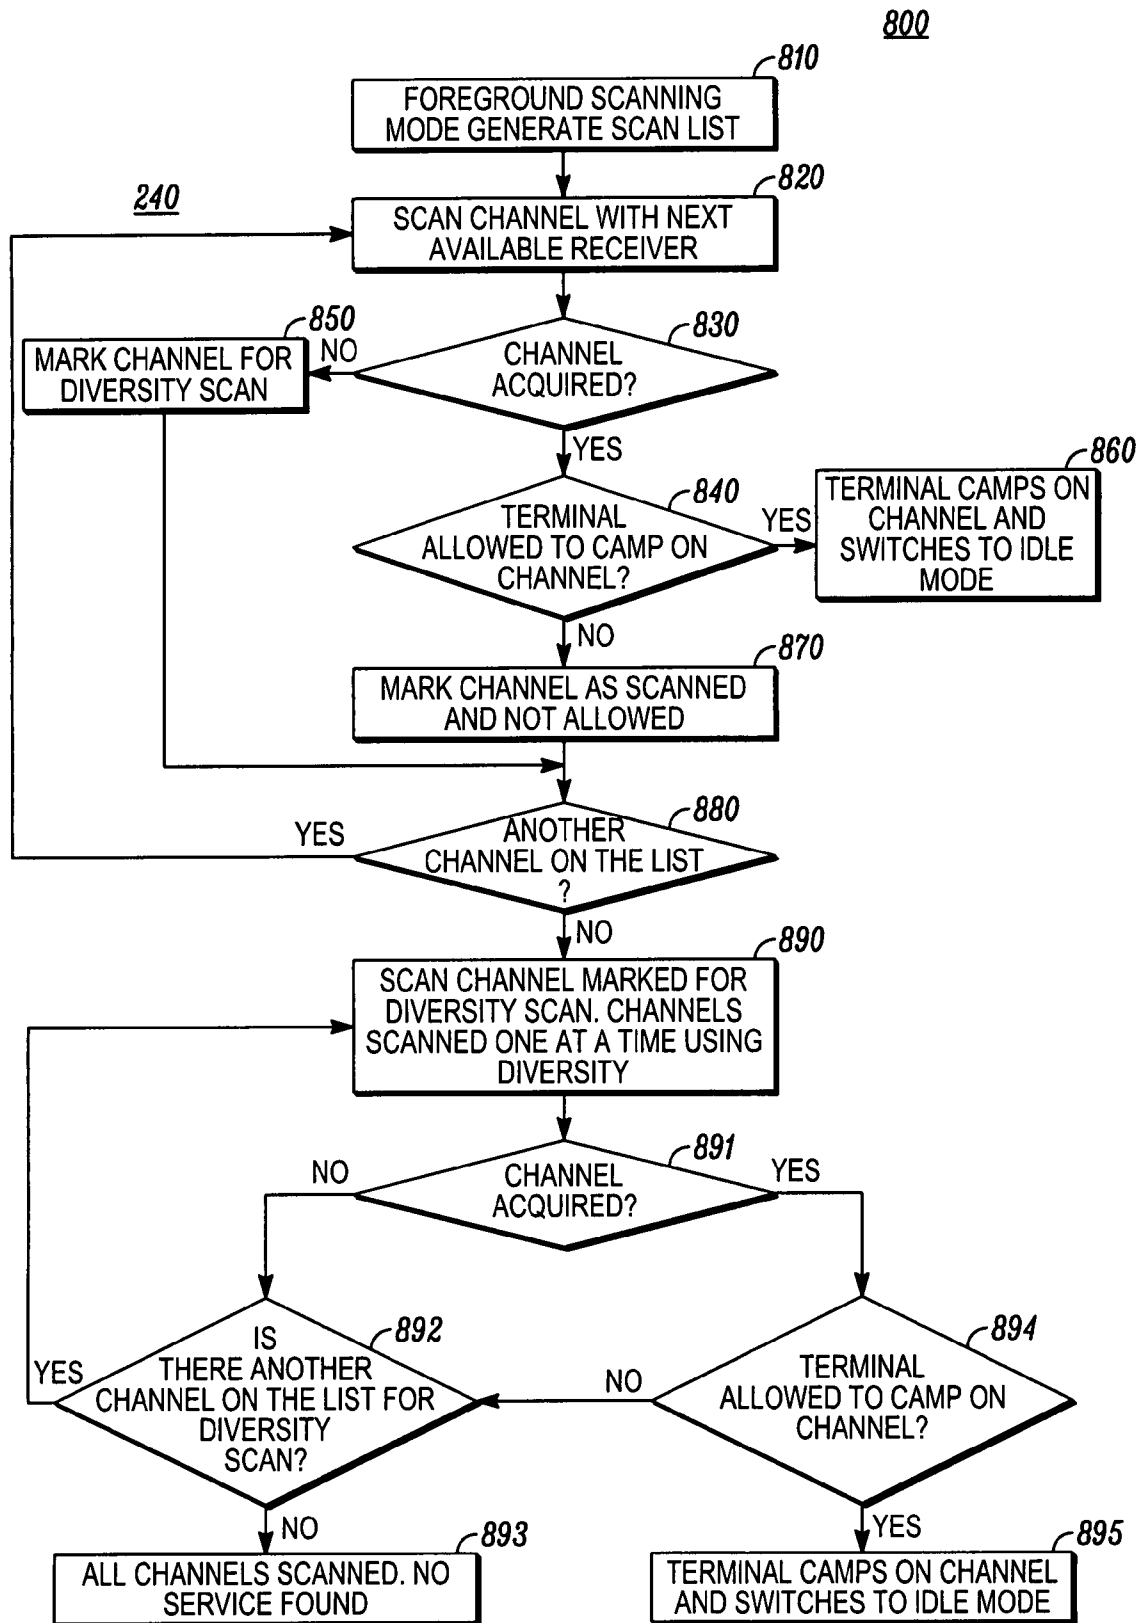 800
810
FOREGROUND SCANNING
MODE GENERATE SCAN LIST
820
240
SCAN CHANNEL WITH NEXT
AVAILABLE RECEIVER
850
830
MARK CHANNEL FOR
DIVERSITY SCAN
NO
CHANNEL
ACQUIRED?
YES
860
840
TERMINAL CAMPS ON
CHANNEL AND
SWITCHES TO IDLE
MODE
TERMINAL
ALLOWED TO CAMP ON
CHANNEL?
YES
NO
870
MARK CHANNEL AS SCANNED
AND NOT ALLOWED
880
YES
ANOTHER
CHANNEL ON THE LIST
?
NO
890
SCAN CHANNEL MARKED FOR
DIVERSITY SCAN. CHANNELS
SCANNED ONE AT A TIME USING
DIVERSITY
891
NO
CHANNEL
ACQUIRED?
YES
892
IS
THERE ANOTHER
CHANNEL ON THE LIST FOR
DIVERSITY
SCAN?
YES
894
NO
TERMINAL
ALLOWED TO CAMP ON
CHANNEL?
NO
893
YES
895
ALL CHANNELS SCANNED. NO
SERVICE FOUND
TERMINAL CAMPS ON CHANNEL
AND SWITCHES TO IDLE MODE